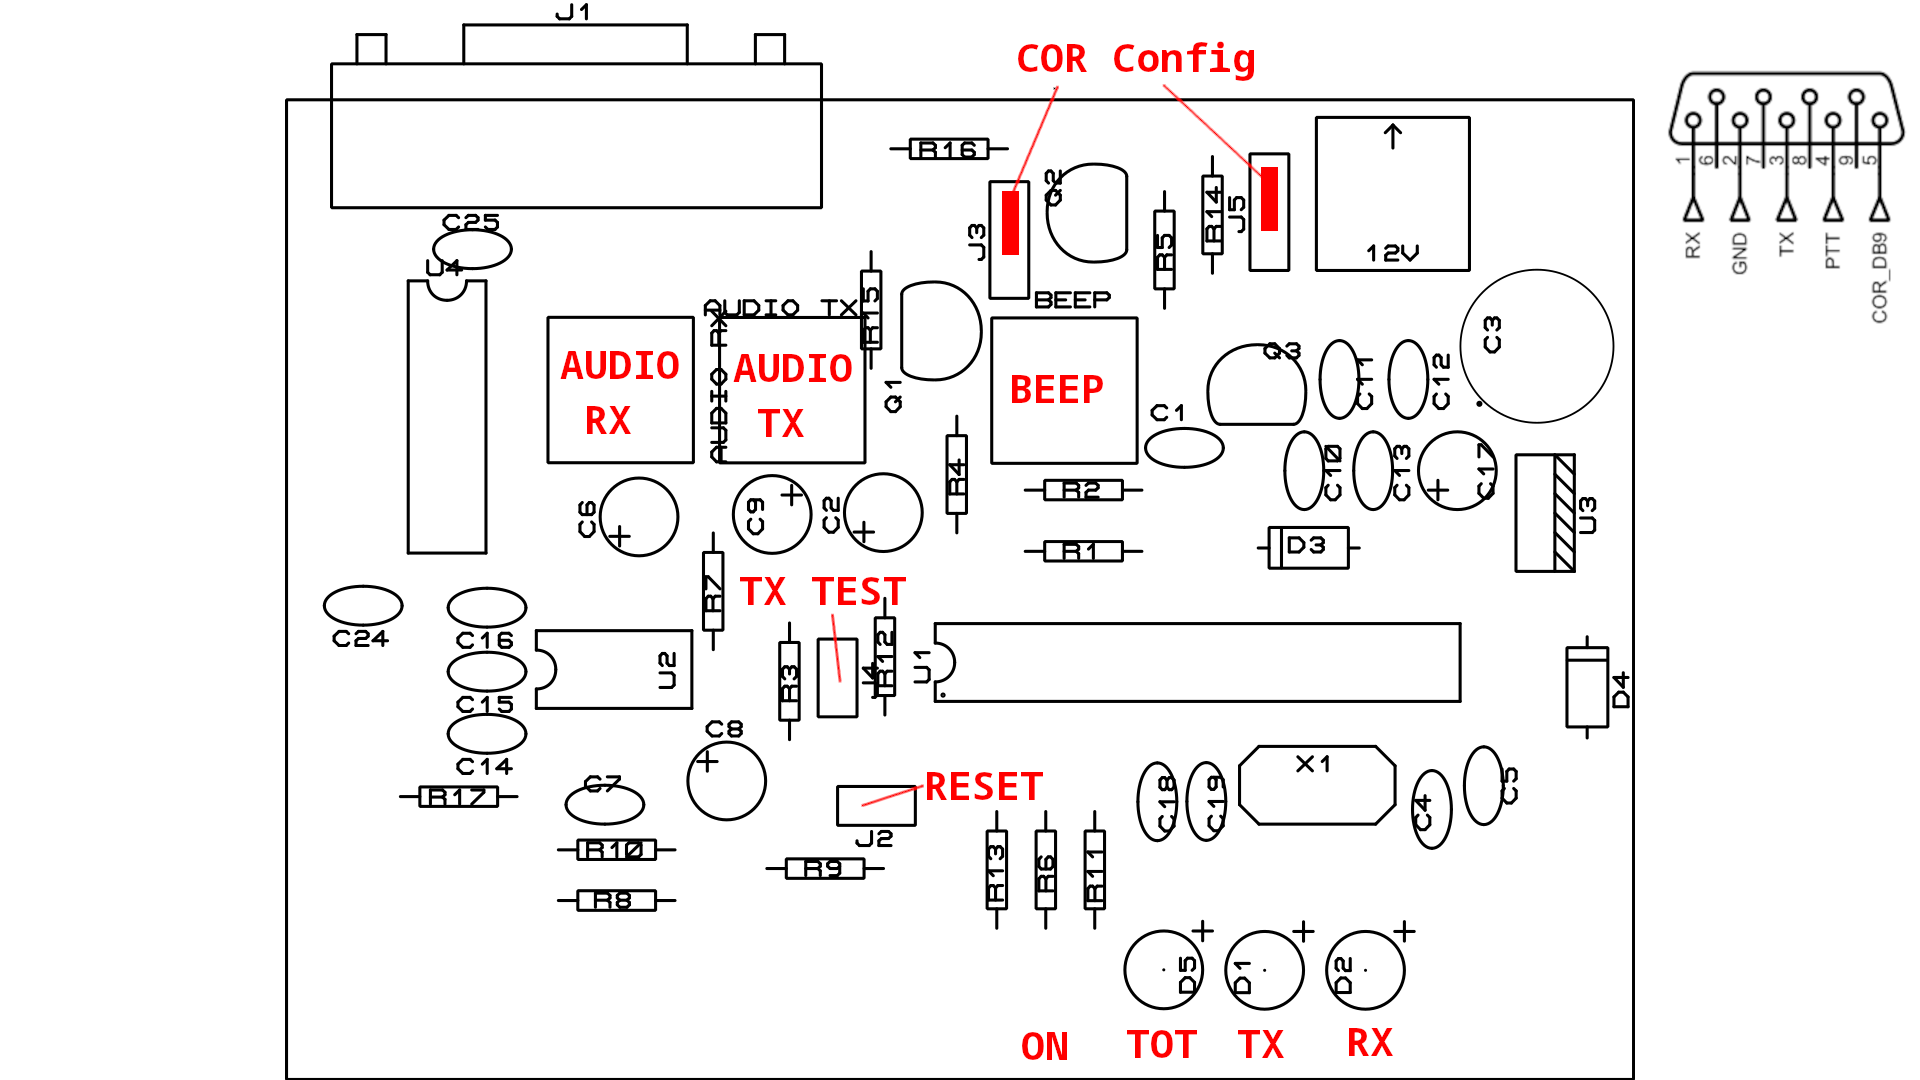 J1
COR Config
R16
Q2
J3
R5
R14
J5
12V
1
6
2
7
3
8
4
9
5
RX
GND
TX
PTT
COR_DB9
C25
U4
AUDIO RX
AUDIO TX
R15
BEEP
Q1
Q3
C11
C12
C3
AUDIO
RX
AUDIO
TX
BEEP
C1
C10
C13
C17
U3
C6
C9
C2
R4
R2
R1
D3
R7
TX TEST
C24
C16
C15
C14
U2
R3
J4
R12
U1
D4
C8
R17
C7
RESET
J2
C18
C19
X1
C4
C5
R10
R9
R8
R13
R6
R11
D5
D1
D2
ON
TOT
TX
RX